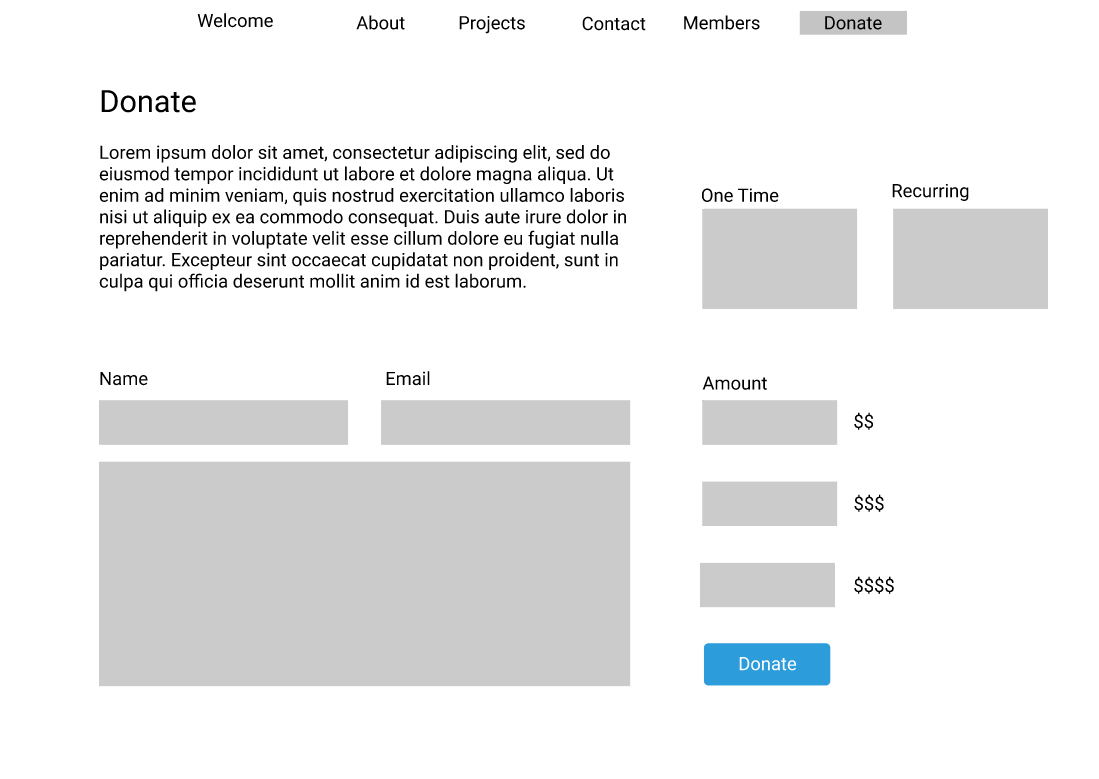 Welcome About Projects Contact Members Donate
Donate
Lorem ipsum dolor sit amet, consectetur adipiscing elit, sed do
eiusmod tempor incididunt ut labore et dolore magna aliqua. Ut
enim ad minim veniam, quis nostrud exercitation ullamco laboris
nisi ut aliquip ex ea commodo consequat. Duis aute irure dolor in
reprehenderit in voluptate velit esse cillum dolore eu fugiat nulla
pariatur. Excepteur sint occaecat cupidatat non proident, sunt in
culpa qui officia deserunt mollit anim id est laborum.
One Time
Recurring
Name
Email
Amount
$$
$$$
$$$$
Donate